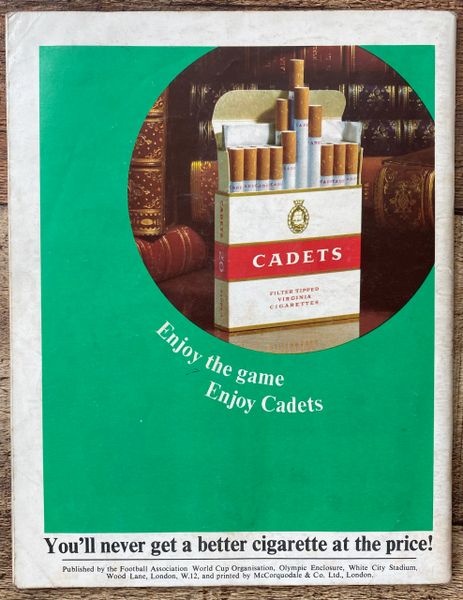 CADETS
20
CADETS
FILTER TIPPED
VIRGINIA
CIGARETTES
Enjoy the game
Enjoy Cadets
You'll never get a better cigarette at the price!
Published by the Football Association World Cup Organisation, Olympic Enclosure, White City Stadium,
Wood Lane, London, W.12, and printed by McCorquodale & Co. Ltd., London.